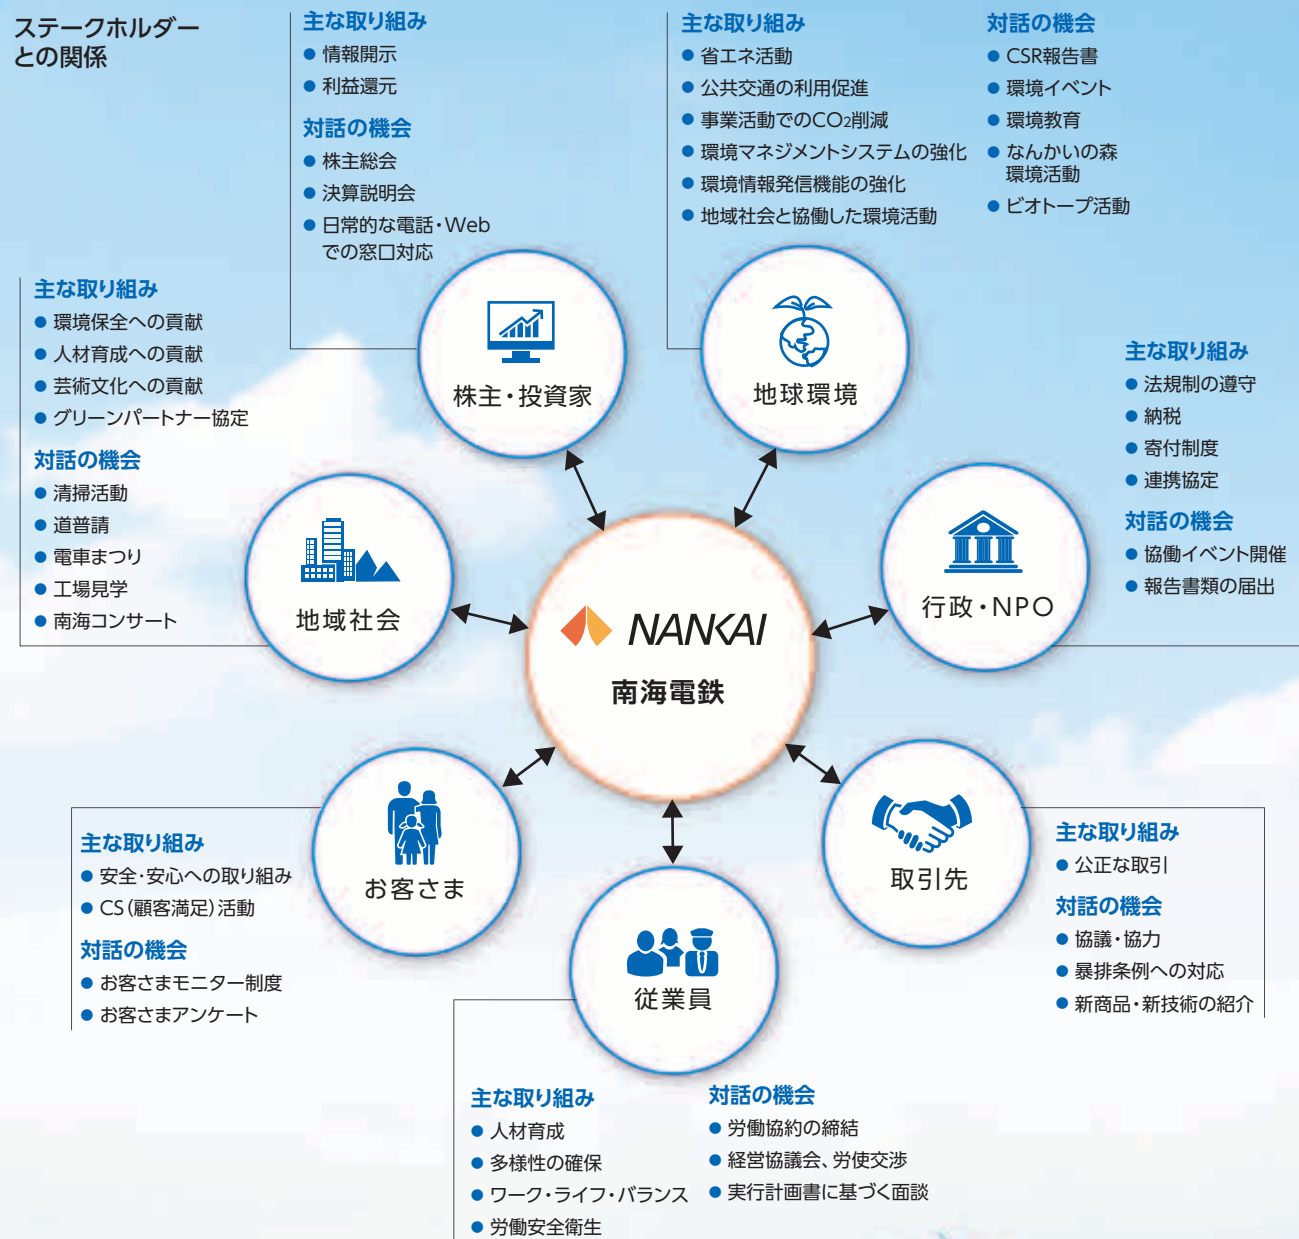 ステークホルダー
との関係
主な取り組み
● 情報開示
● 利益還元
対話の機会
● 株主総会
● 決算説明会
● 日常的な電話・Web
での窓口対応
株主・投資家
主な取り組み
● 省エネ活動
● 公共交通の利用促進
● 事業活動でのCO₂削減
● 環境マネジメントシステムの強化
● 環境情報発信機能の強化
● 地域社会と協働した環境活動
対話の機会
● CSR報告書
● 環境イベント
● 環境教育
● なんかいの森
環境活動
● ビオトープ活動
地球環境
主な取り組み
● 環境保全への貢献
● 人材育成への貢献
● 芸術文化への貢献
● グリーンパートナー協定
対話の機会
● 清掃活動
● 道普請
● 電車まつり
● 工場見学
● 南海コンサート
地域社会
主な取り組み
● 法規制の遵守
● 納税
● 寄付制度
● 連携協定
対話の機会
● 協働イベント開催
● 報告書類の届出
行政・NPO
NANKAI
南海電鉄
主な取り組み
● 安全・安心への取り組み
● CS(顧客満足)活動
対話の機会
● お客さまモニター制度
● お客さまアンケート
お客さま
取引先
主な取り組み
● 公正な取引
対話の機会
● 協議・協力
● 暴排条例への対応
● 新商品・新技術の紹介
従業員
主な取り組み
● 人材育成
● 多様性の確保
● ワーク・ライフ・バランス
● 労働安全衛生
対話の機会
● 労働協約の締結
● 経営協議会、労使交渉
● 実行計画書に基づく面談